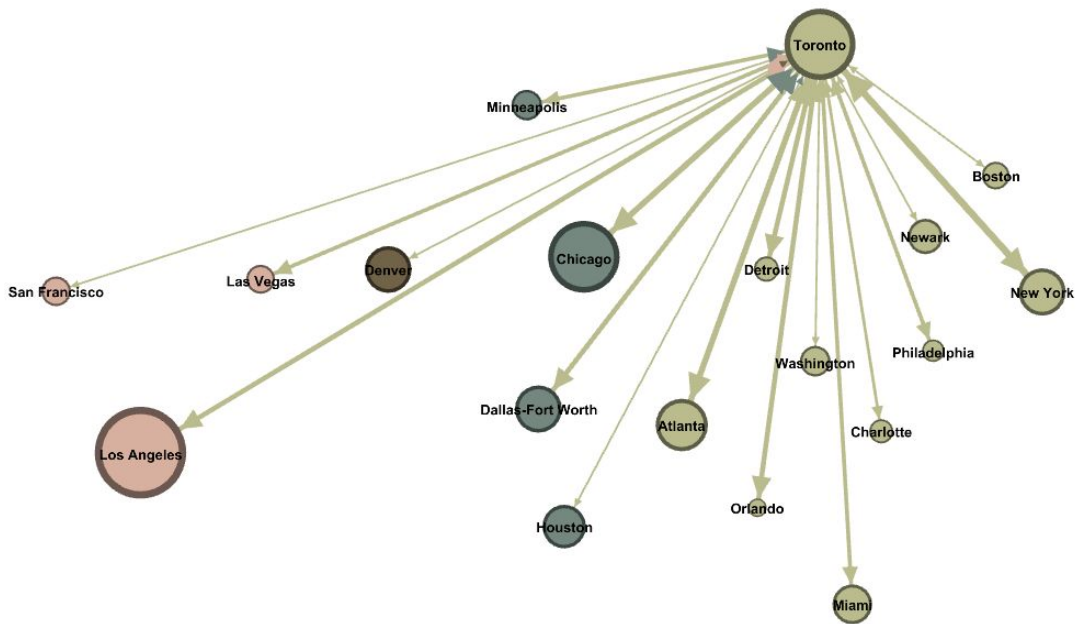 Toronto
Minneapolis
Boston
Newark
Chicago
Detroit
Denver
Las Vegas
San Francisco
New York
Philadelphia
Washington
Dallas-Fort Worth
Atlanta
Charlotte
Los Angeles
Orlando
Houston
Miami